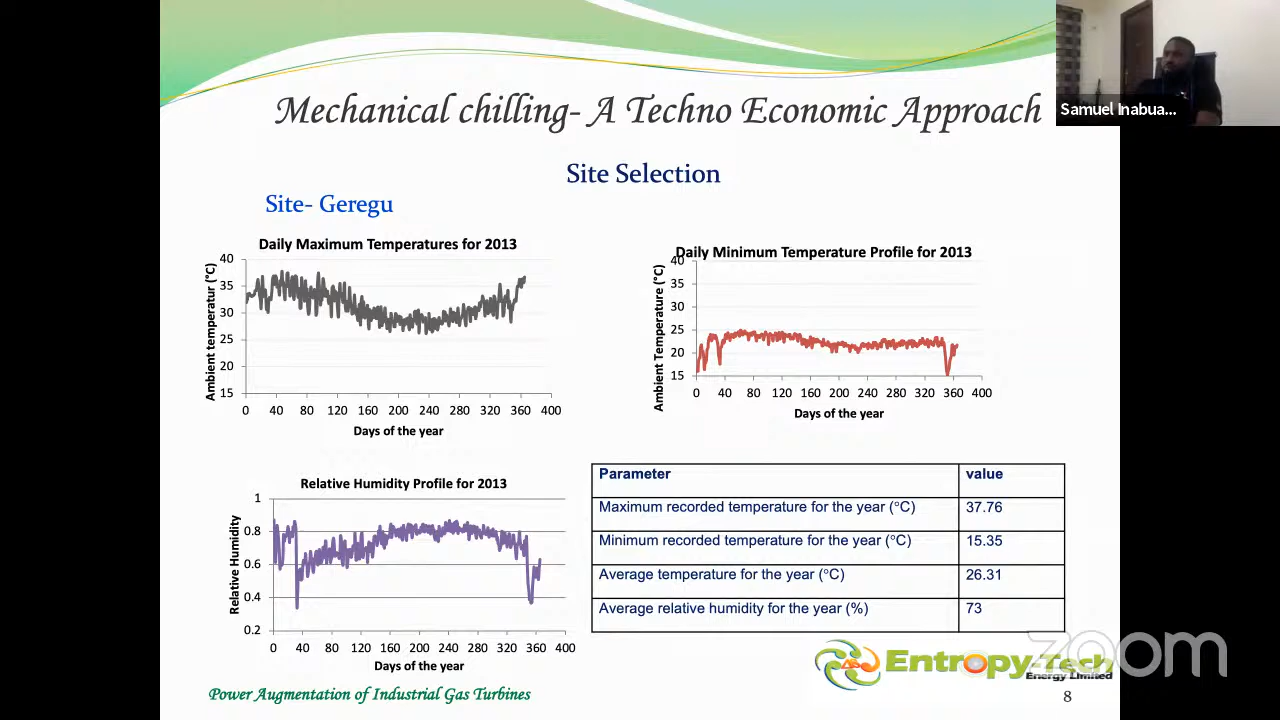 Mechanical chilling- A Techno Economic Approach
Samuel Inabua...
Site Selection
Site- Geregu
Daily Maximum Temperatures for 2013
40
35
30
25
20
15
Ambient temperatur (°C)
0 40 80 120 160 200 240 280 320 360 400
Days of the year
Daily Minimum Temperature Profile for 2013
40
35
30
25
20
15
Ambient Temperature (°C)
0 40 80 120 160 200 240 280 320 360 400
Days of the year
Relative Humidity Profile for 2013
1
0.8
0.6
0.4
0.2
Relative Humidity
0 40 80 120 160 200 240 280 320 360 400
Days of the year
Parameter value
Maximum recorded temperature for the year (°C) 37.76
Minimum recorded temperature for the year (°C) 15.35
Average temperature for the year (°C) 26.31
Average relative humidity for the year (%) 73
Entropy-Tech
Energy Limited
zoom
Power Augmentation of Industrial Gas Turbines
8